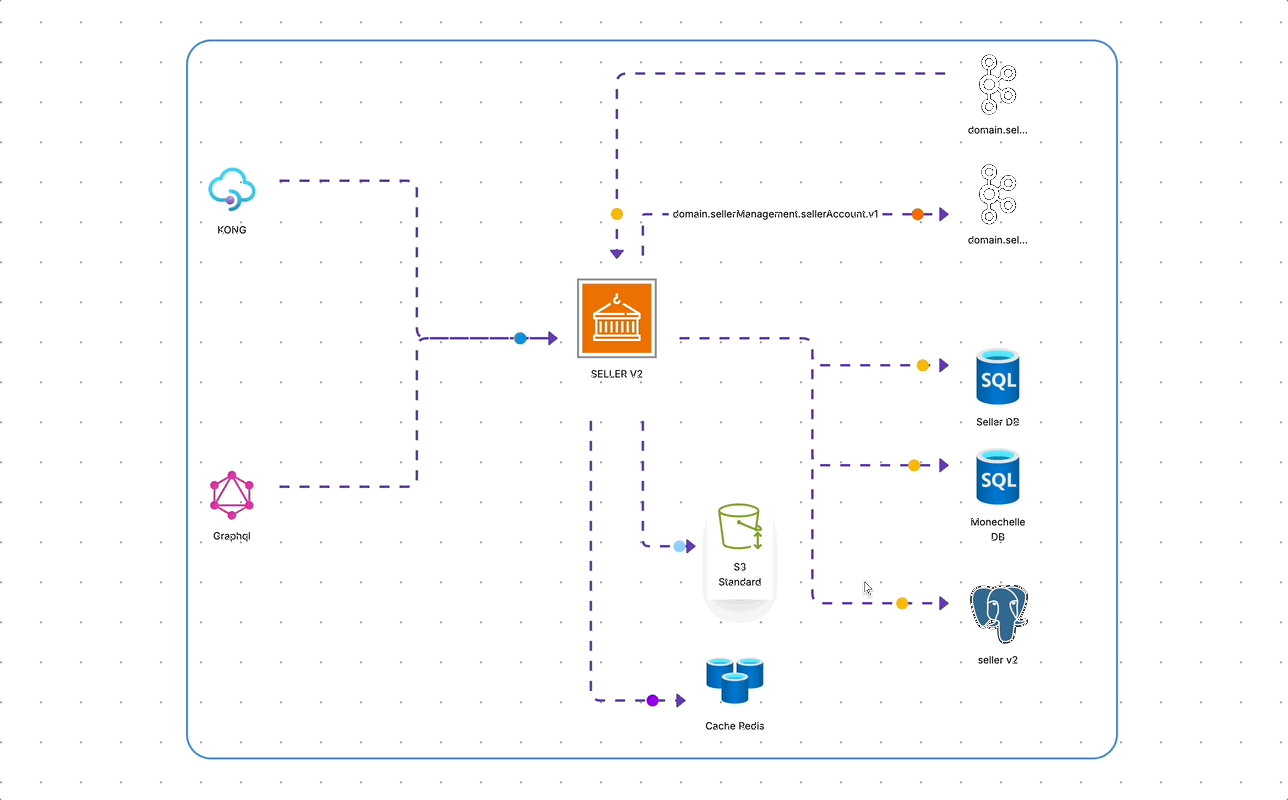 domain.sel...
KONG
domain.sellerManagement.sellerAccount.v1
domain.sel...
SELLER V2
SQL
Seller DB
SQL
Monechelle
DB
Graphql
S3
Standard
seller v2
Cache Redis